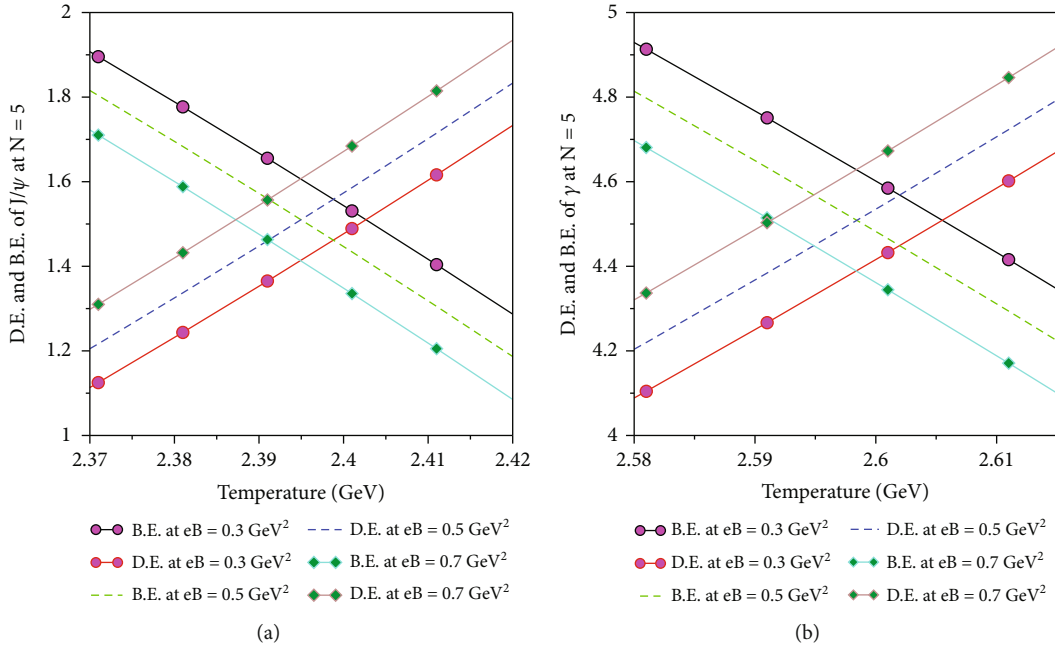 D.E. and B.E. of J/ψ at N = 5
2
1.8
1.6
1.4
1.2
1
2.37 2.38 2.39 2.4 2.41 2.42
Temperature (GeV)
B.E. at eB = 0.3 GeV²
D.E. at eB = 0.5 GeV²
D.E. at eB = 0.3 GeV²
B.E. at eB = 0.7 GeV²
B.E. at eB = 0.5 GeV²
D.E. at eB = 0.7 GeV²
(a)
D.E. and B.E. of γ at N = 5
5
4.8
4.6
4.4
4.2
4
2.58 2.59 2.6 2.61
Temperature (GeV)
B.E. at eB = 0.3 GeV²
D.E. at eB = 0.5 GeV²
D.E. at eB = 0.3 GeV²
B.E. at eB = 0.7 GeV²
B.E. at eB = 0.5 GeV²
D.E. at eB = 0.7 GeV²
(b)